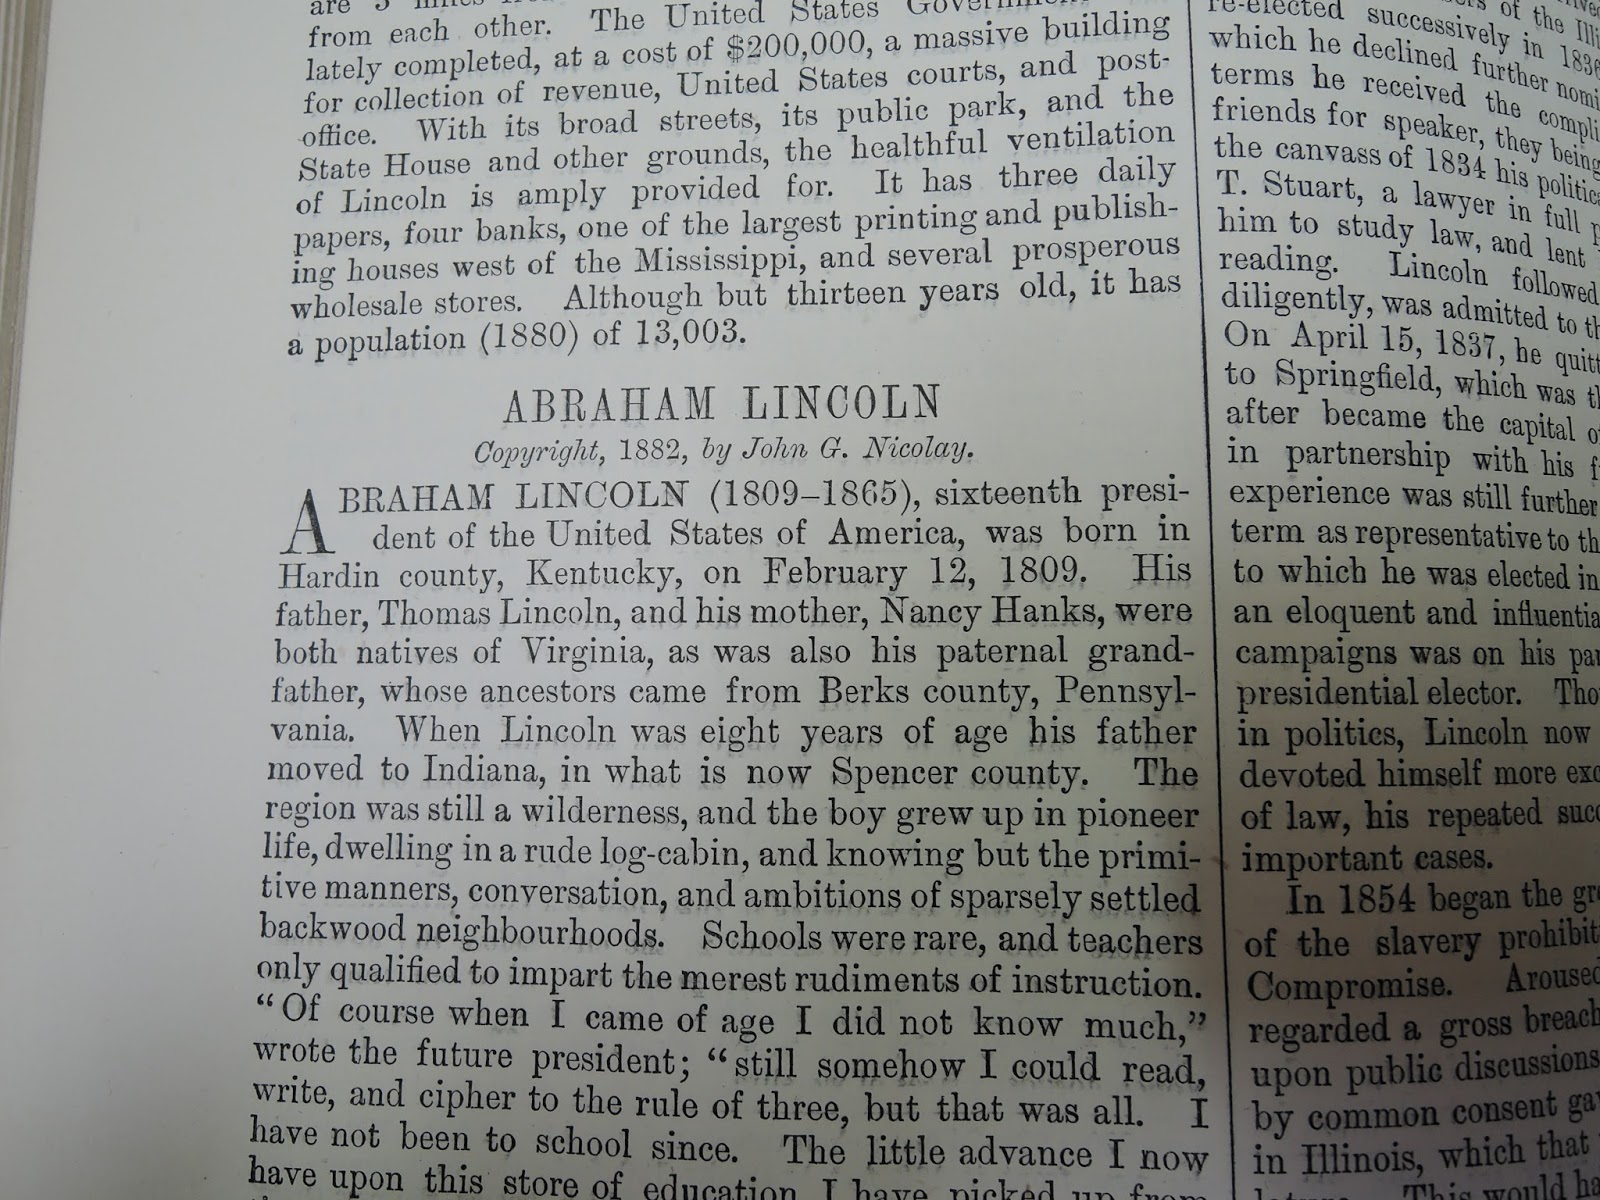 are 5
from each other. The United States
lately completed, at a cost of $200,000, a massive building
for collection of revenue, United States courts, and post-
office. With its broad streets, its public park, and the
State House and other grounds, the healthful ventilation
of Lincoln is amply provided for. It has three daily
papers, four banks, one of the largest printing and publish-
ing houses west of the Mississippi, and several prosperous
wholesale stores. Although but thirteen years old, it has
a population (1880) of 13,003.
ABRAHAM LINCOLN
Copyright, 1882, by John G. Nicolay.
ABRAHAM LINCOLN (1809–1865), sixteenth presi-
dent of the United States of America, was born in
Hardin county, Kentucky, on February 12, 1809. His
father, Thomas Lincoln, and his mother, Nancy Hanks, were
both natives of Virginia, as was also his paternal grand-
father, whose ancestors came from Berks county, Pennsyl-
vania. When Lincoln was eight years of age his father
moved to Indiana, in what is now Spencer county. The
region was still a wilderness, and the boy grew up in pioneer
life, dwelling in a rude log-cabin, and knowing but the primi-
tive manners, conversation, and ambitions of sparsely settled
backwood neighbourhoods. Schools were rare, and teachers
only qualified to impart the merest rudiments of instruction.
“Of course when I came of age I did not know much,”
wrote the future president; “still somehow I could read,
write, and cipher to the rule of three, but that was all. I
have not been to school since. The little advance I now
have upon this store of education I have picked up from
of the
re-elected successively in 1836
which he declined further
terms he received the
friends for speaker, they being
the canvass of 1834 his
T. Stuart, a lawyer in full
him to study law, and lent
reading. Lincoln followed
diligently, was admitted to
On April 15, 1837, he
to Springfield, which was
after became the capital
in partnership with his
experience was still further
term as representative to
to which he was elected in
an eloquent and
campaigns was on his
presidential elector.
in politics, Lincoln now
devoted himself more
of law, his repeated
important cases.
In 1854 began the
of the slavery
Compromise. Aroused
regarded a gross breach
upon public discussions
by common consent
in Illinois, which that
This would